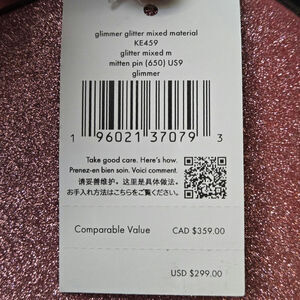 glimmer glitter mixed material
KE459
glitter mixed m
mitten pin (650) US9
glimmer
1 96021 37079 3
Take good care. Here's how.
Prenez-en bien soin. Voici comment.
请妥善维护。这里是具体做法。
お手入れ方法はこちらをご覧ください。
Comparable Value CAD $359.00
USD $299.00